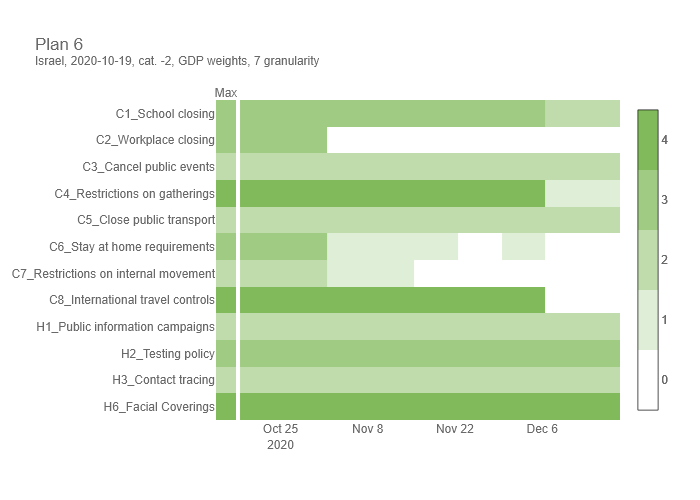 Plan 6
Israel, 2020-10-19, cat. -2, GDP weights, 7 granularity
Max
C1_School closing
C2_Workplace closing
C3_Cancel public events
C4_Restrictions on gatherings
C5_Close public transport
C6_Stay at home requirements
C7_Restrictions on internal movement
C8_International travel controls
H1_Public information campaigns
H2_Testing policy
H3_Contact tracing
H6_Facial Coverings
Oct 25 Nov 8 Nov 22 Dec 6
2020
4
3
2
1
0